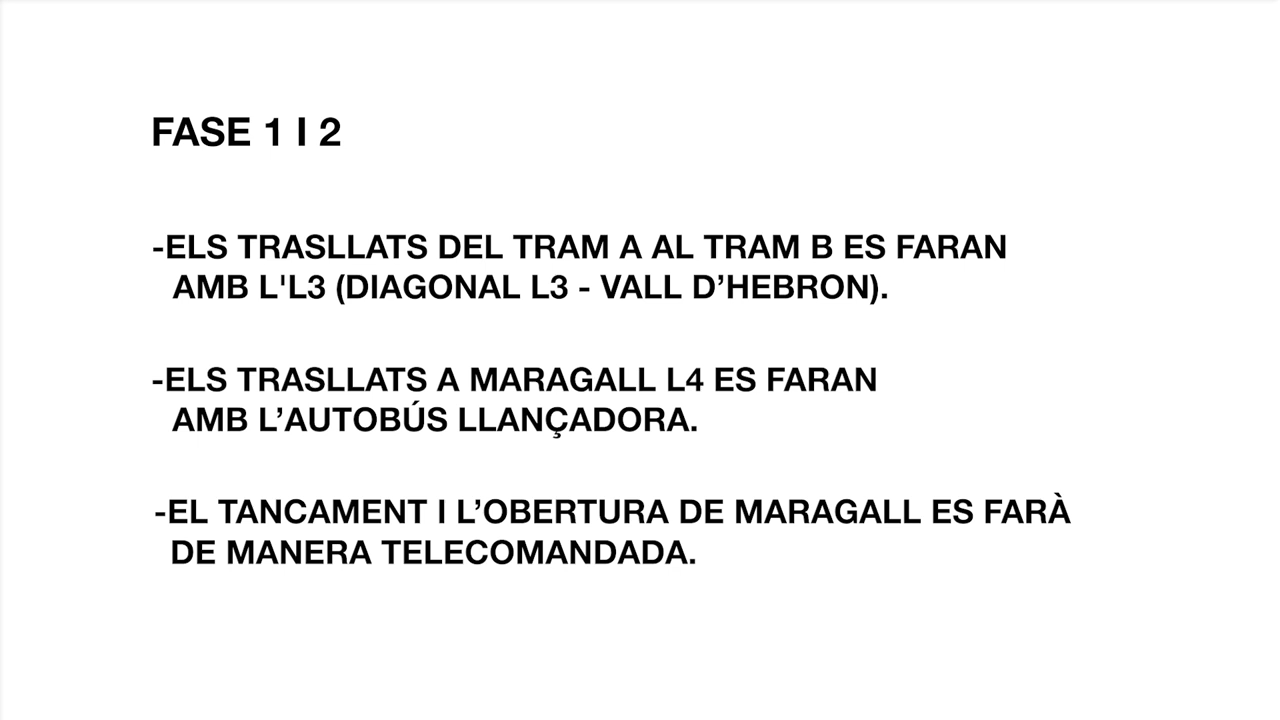 FASE 1 I 2
-ELS TRASLLATS DEL TRAM A AL TRAM B ES FARAN
AMB L'L3 (DIAGONAL L3 - VALL D’HEBRON).
-ELS TRASLLATS A MARAGALL L4 ES FARAN
AMB L’AUTOBÚS LLANÇADORA.
-EL TANCAMENT I L’OBERTURA DE MARAGALL ES FARÀ
DE MANERA TELECOMANDADA.